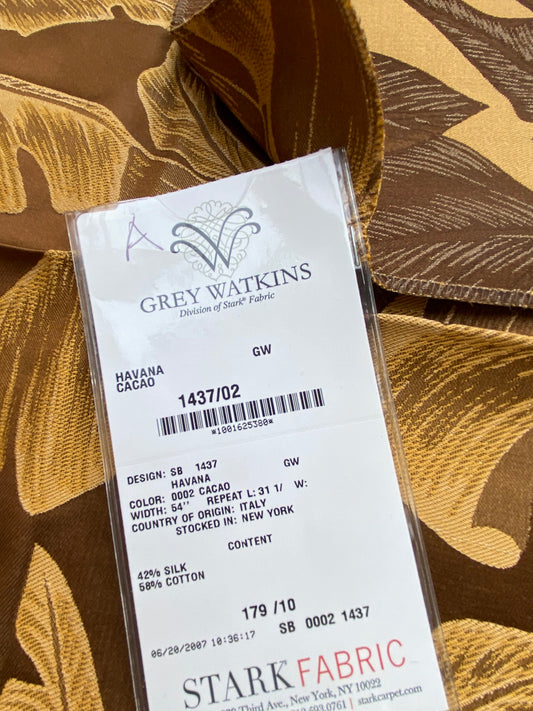 A
GREY WATKINS
Division of Stark® Fabric
HAVANA GW
CACAO
1437/02
*1001625380*
DESIGN: SB 1437 GW
HAVANA
COLOR: 0002 CACAO
WIDTH: 54'' REPEAT L: 31 1/ W:
COUNTRY OF ORIGIN: ITALY
STOCKED IN: NEW YORK
CONTENT
42% SILK
58% COTTON
179 /10
06/20/2007 10:36:17 SB 0002 1437
STARK FABRIC
Third Ave., New York, NY 10022
.693.0761 | starkcarpet.com